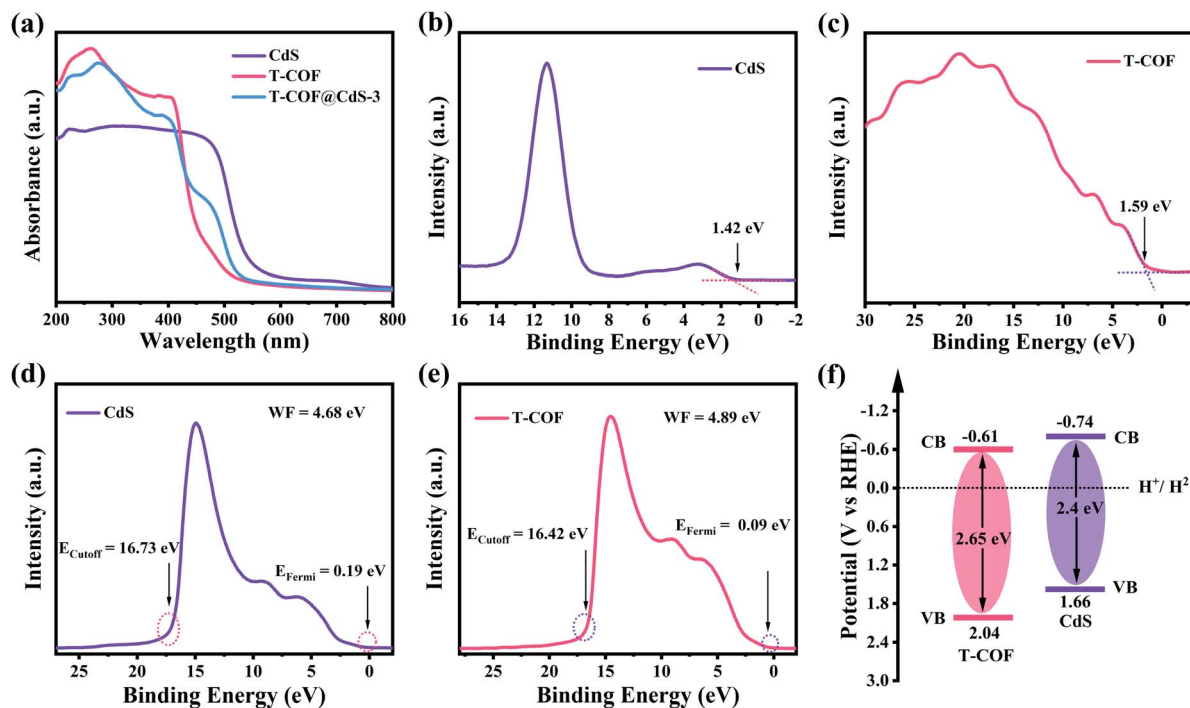 (a)
CdS
T-COF
T-COF@CdS-3
Absorbance (a.u.)
200 300 400 500 600 700 800
Wavelength (nm)
(b)
CdS
Intensity (a.u.)
1.42 eV
16 14 12 10 8 6 4 2 0 -2
Binding Energy (eV)
(c)
T-COF
Intensity (a.u.)
1.59 eV
30 25 20 15 10 5 0
Binding Energy (eV)
(d)
CdS
WF = 4.68 eV
Intensity (a.u.)
E_Cutoff = 16.73 eV
E_Fermi = 0.19 eV
25 20 15 10 5 0
Binding Energy (eV)
(e)
T-COF
WF = 4.89 eV
Intensity (a.u.)
E_Cutoff = 16.42 eV
E_Fermi = 0.09 eV
25 20 15 10 5 0
Binding Energy (eV)
(f)
Potential (V vs RHE)
-1.2
-0.6
0.0
0.6
1.2
1.8
2.4
3.0
-0.61
-0.74
CB
CB
H⁺/ H²
2.65 eV
2.4 eV
VB
VB
2.04
1.66
T-COF
CdS